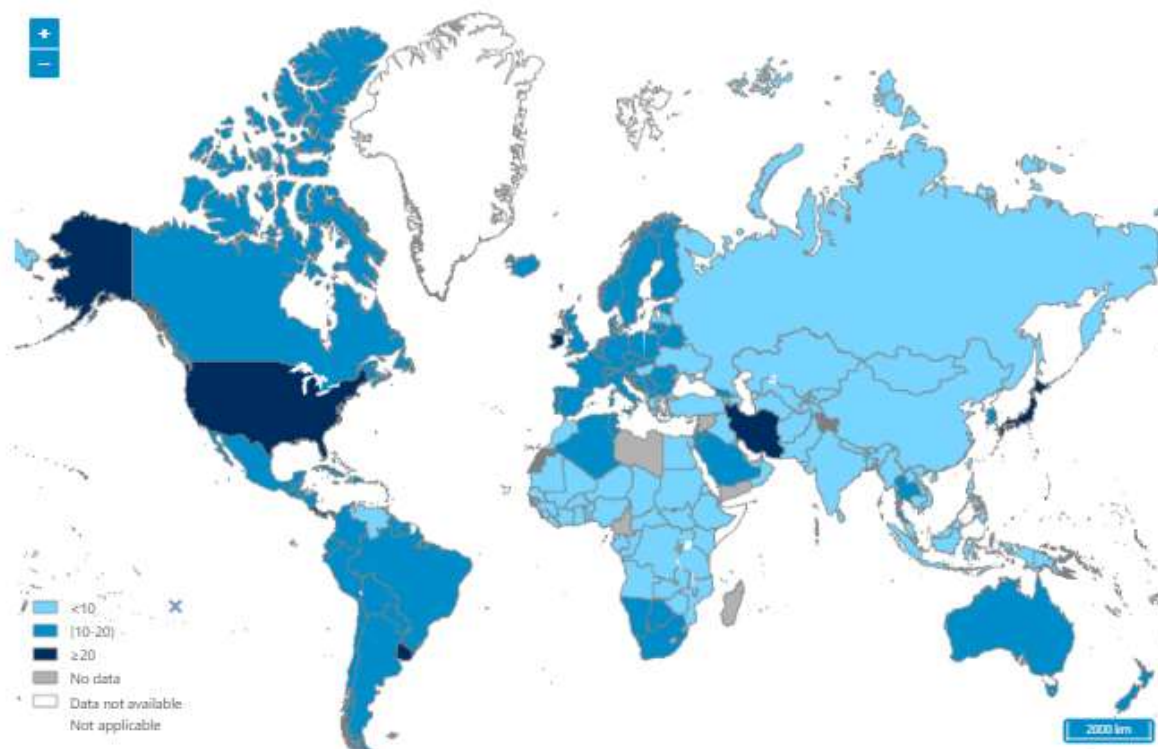 +
−
<10
[10-20)
≥20
No data
Data not available
Not applicable
2000 km